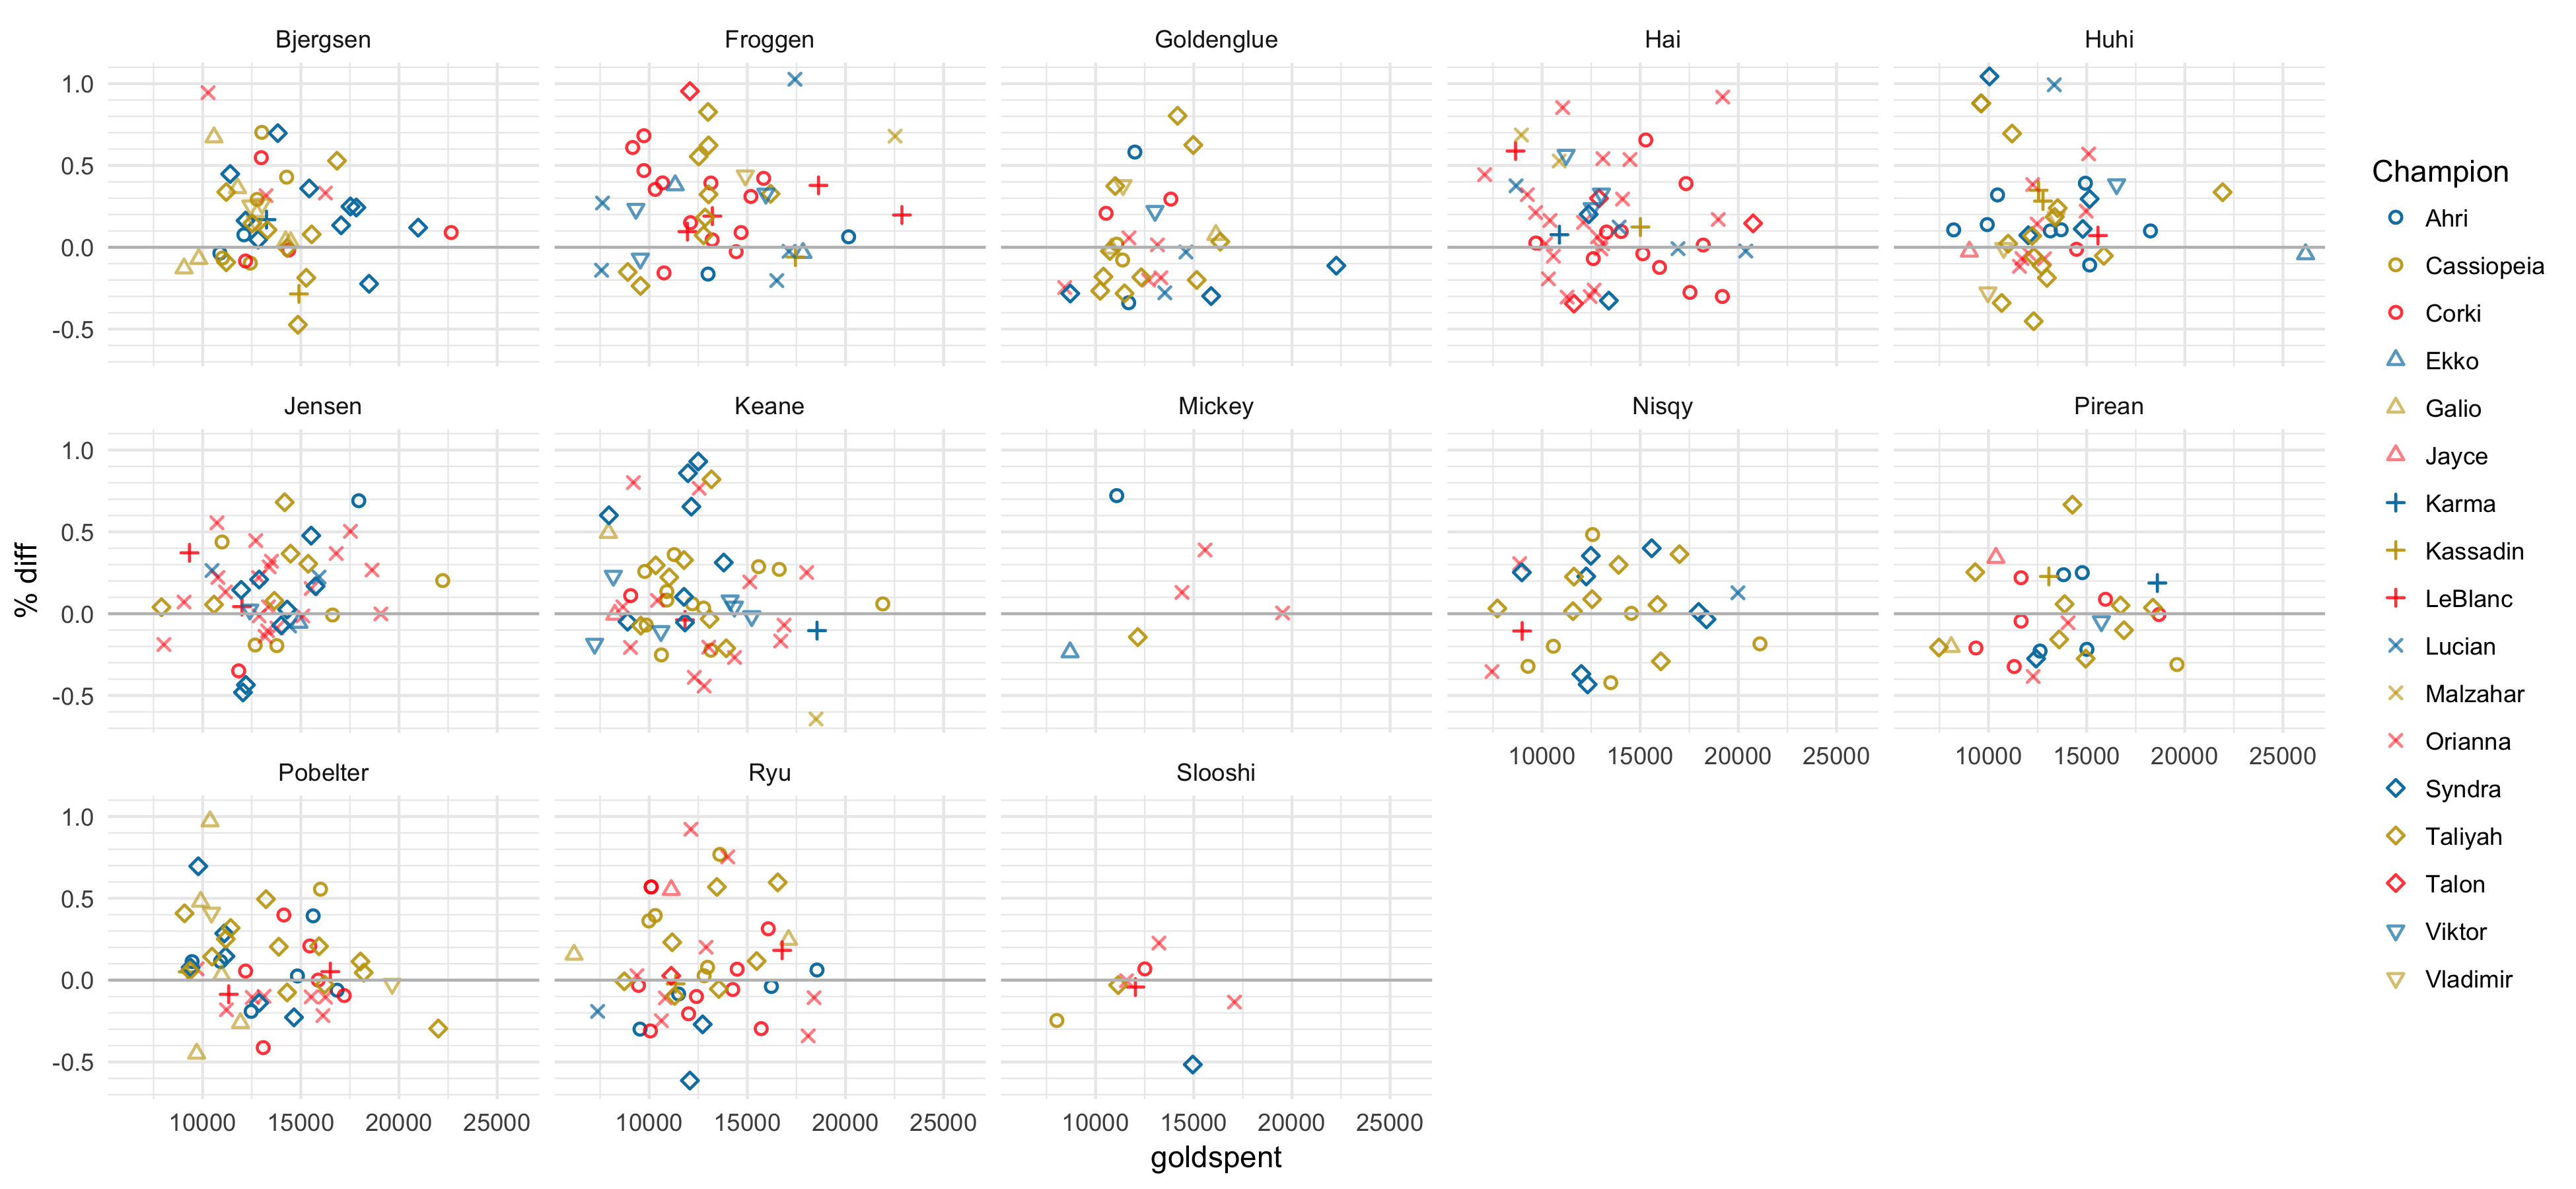 Bjergsen Froggen Goldenglue Hai Huhi
1.0
0.5
0.0
-0.5
Jensen Keane Mickey Nisqy Pirean
1.0
0.5
0.0
-0.5
10000 15000 20000 25000 10000 15000 20000 25000
Pobelter Ryu Slooshi
1.0
0.5
0.0
-0.5
10000 15000 20000 25000 10000 15000 20000 25000 10000 15000 20000 25000
goldspent
% diff
Champion
Ahri
Cassiopeia
Corki
Ekko
Galio
Jayce
Karma
Kassadin
LeBlanc
Lucian
Malzahar
Orianna
Syndra
Taliyah
Talon
Viktor
Vladimir